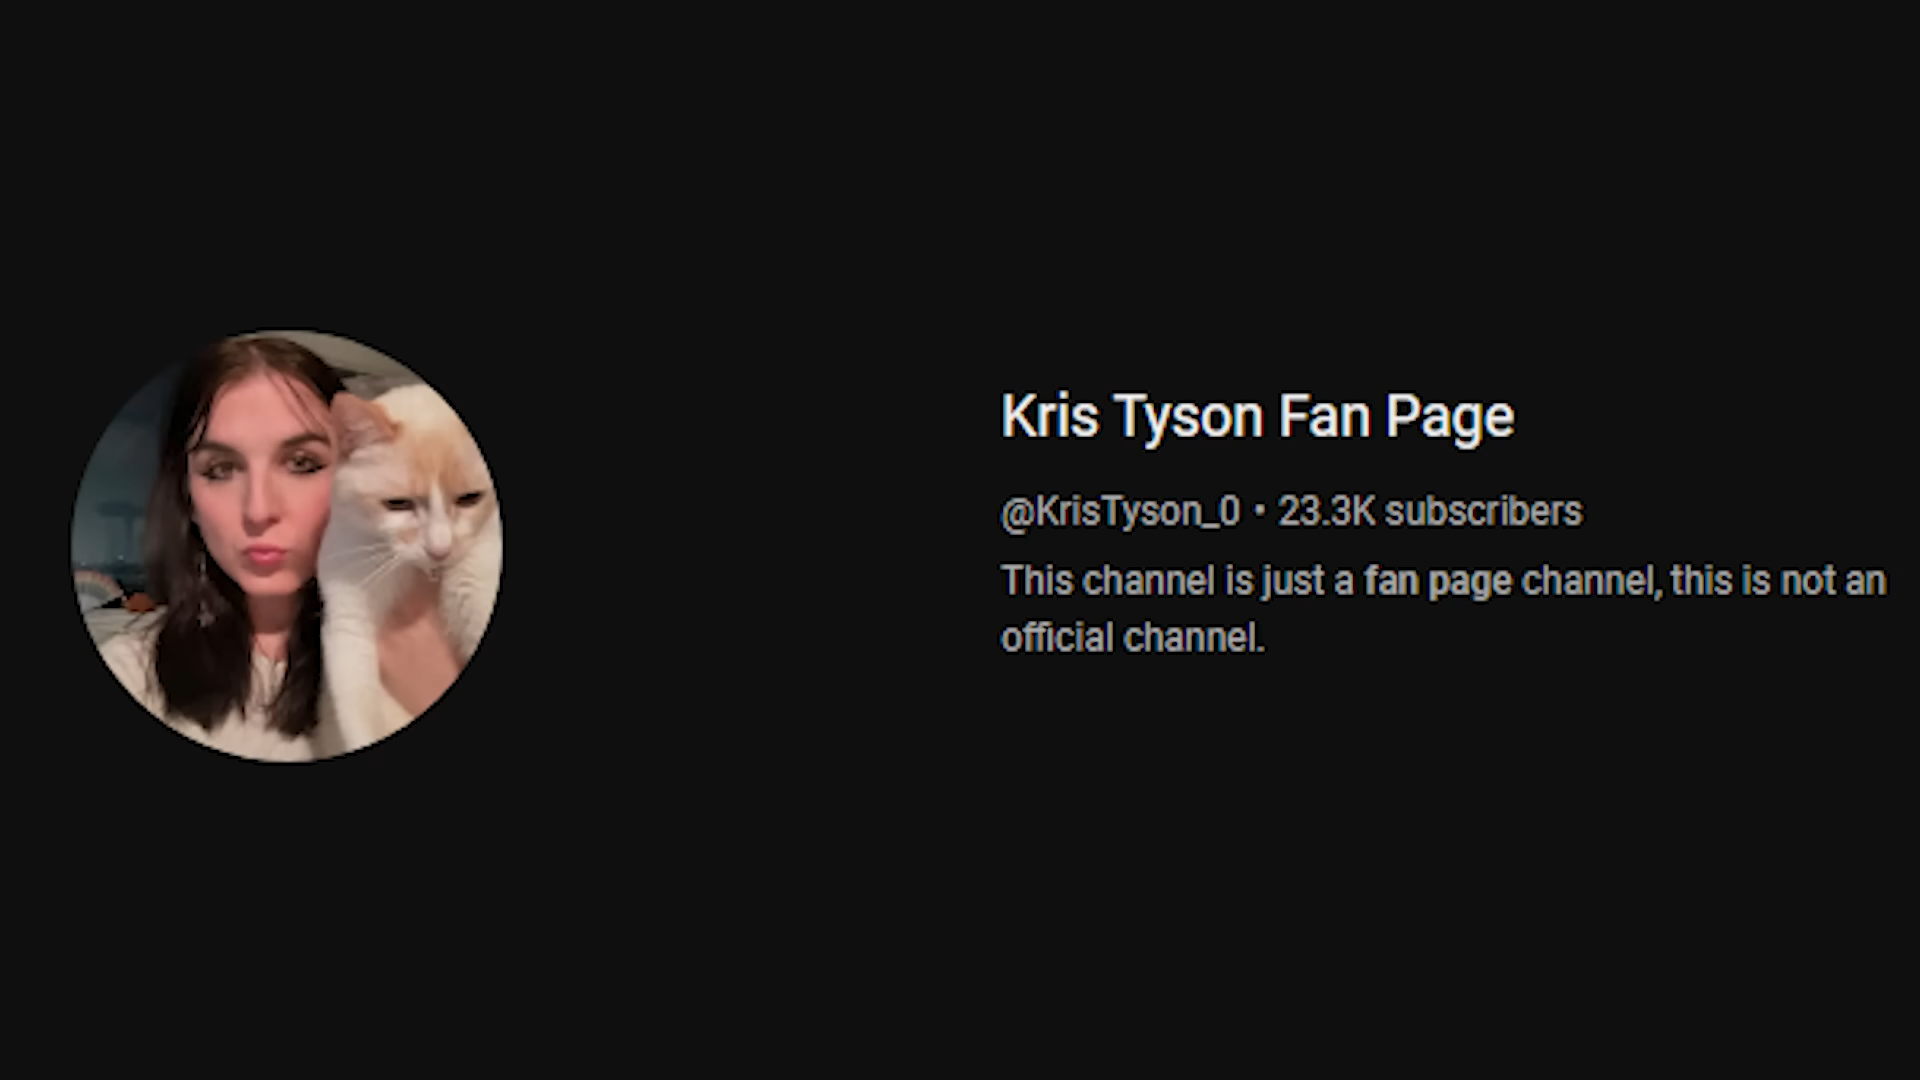 Kris Tyson Fan Page
@KrisTyson_0 • 23.3K subscribers
This channel is just a fan page channel, this is not an
official channel.